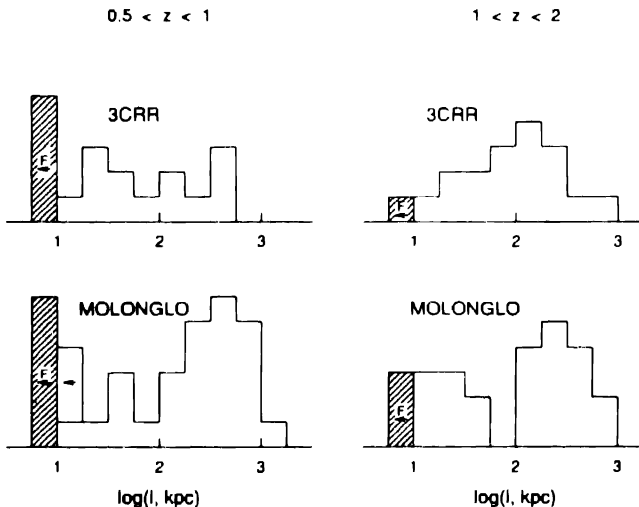 0.5 < z < 1
1 < z < 2
3CRR
3CRR
F
F
1 2 3
1 2 3
MOLONGLO
MOLONGLO
F
F
1 2 3
1 2 3
log(l, kpc)
log(l, kpc)